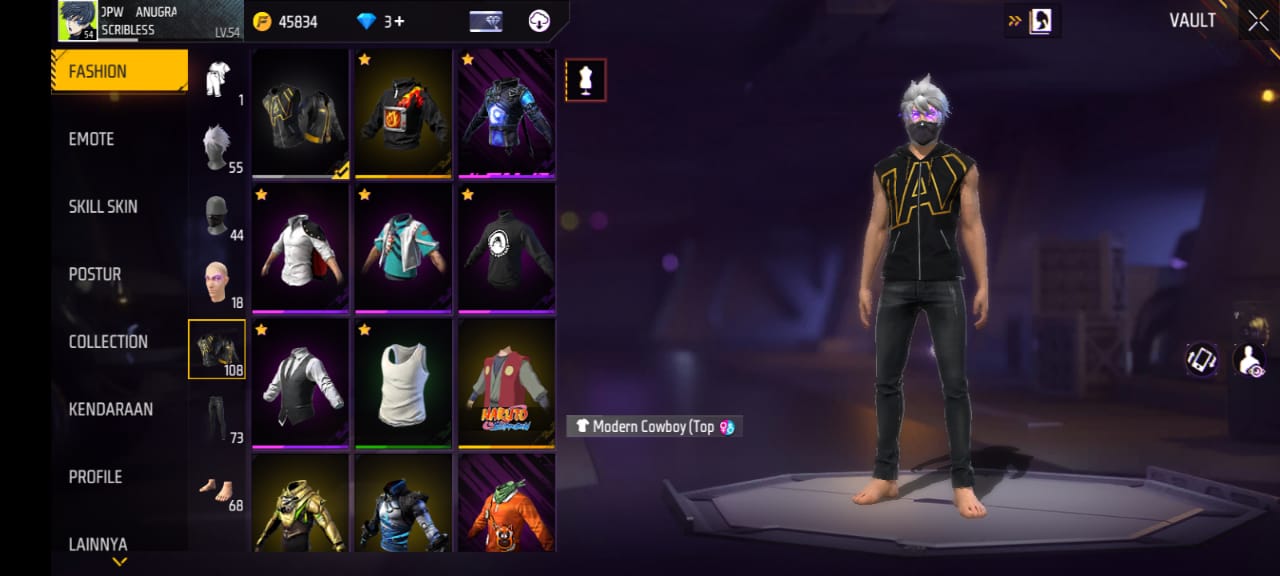 JPW ANUGRA
SCRIBLESS
54
LV.54
45834
3+
VAULT
FASHION
1
EMOTE
55
SKILL SKIN
44
POSTUR
18
COLLECTION
108
KENDARAAN
73
PROFILE
68
LAINNYA
NARUTO
Modern Cowboy (Top